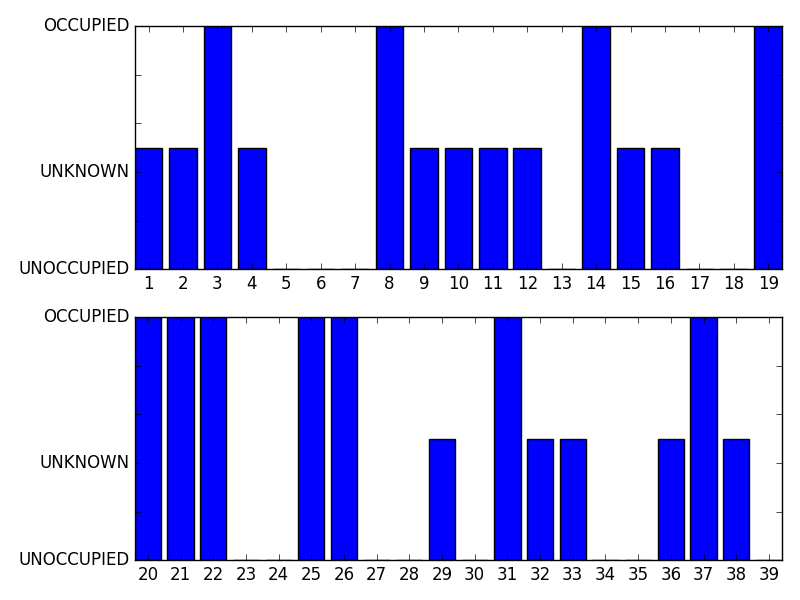 OCCUPIED
UNKNOWN
UNOCCUPIED
1 2 3 4 5 6 7 8 9 10 11 12 13 14 15 16 17 18 19
OCCUPIED
UNKNOWN
UNOCCUPIED
20 21 22 23 24 25 26 27 28 29 30 31 32 33 34 35 36 37 38 39